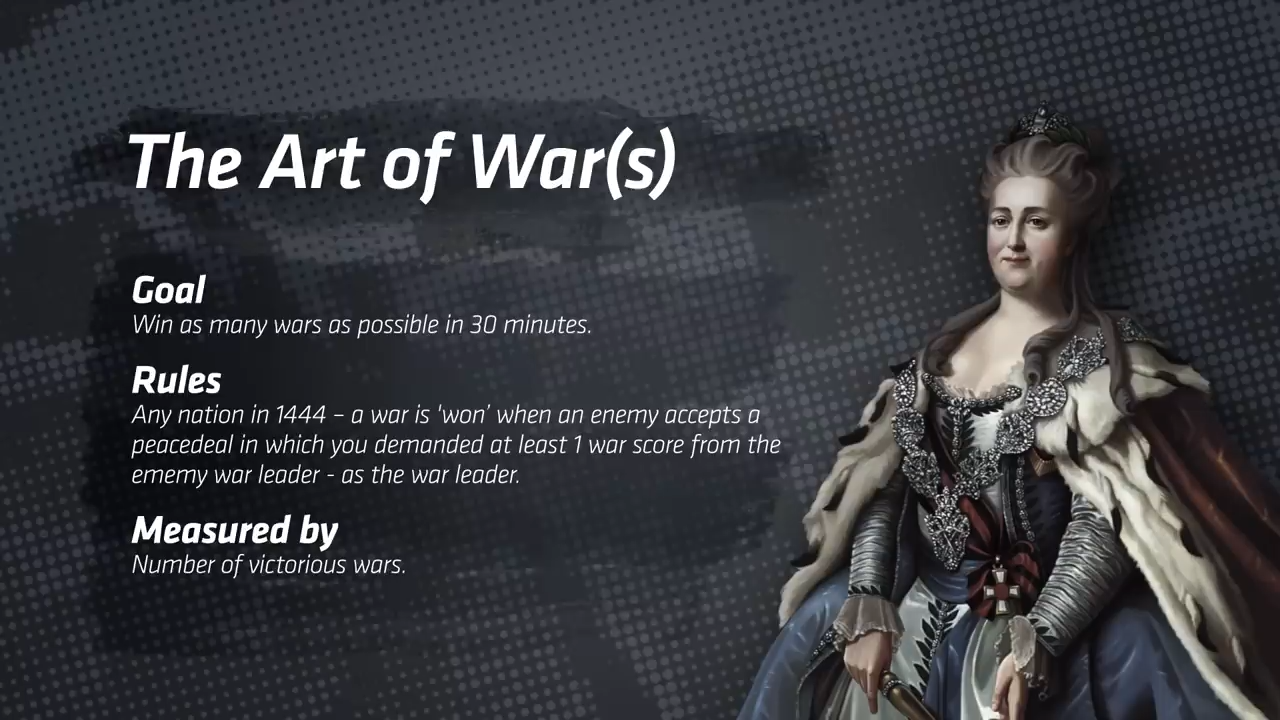 The Art of War(s)
Goal
Win as many wars as possible in 30 minutes.
Rules
Any nation in 1444 – a war is 'won' when an enemy accepts a
peacedeal in which you demanded at least 1 war score from the
ememy war leader - as the war leader.
Measured by
Number of victorious wars.